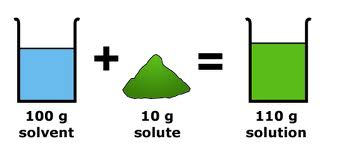 +
=
100 g
solvent
10 g
solute
110 g
solution